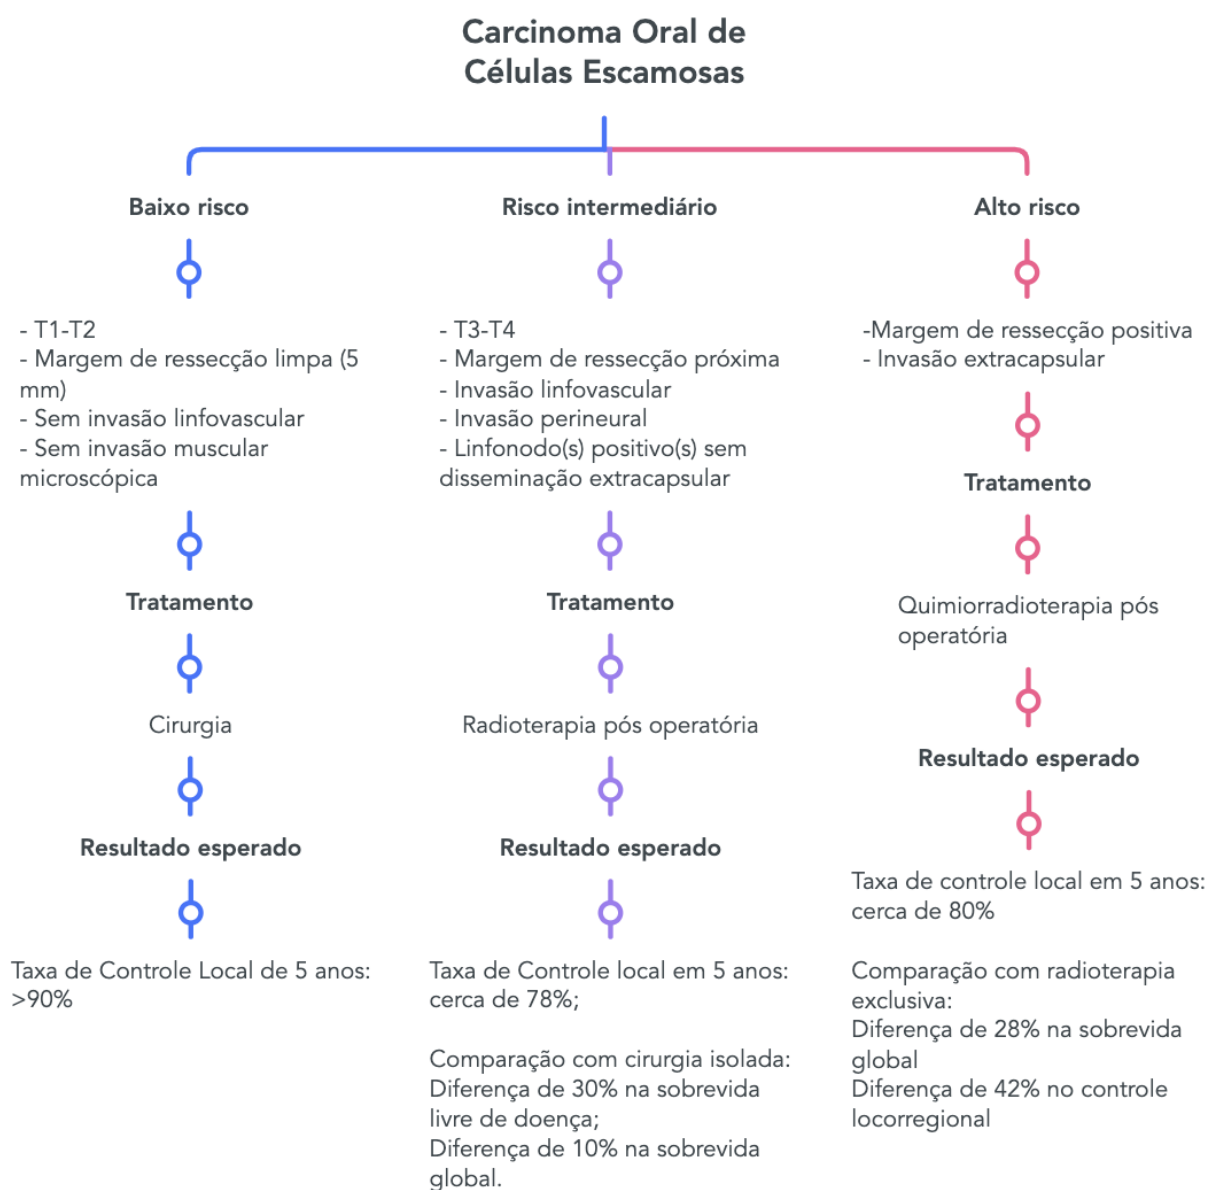 Carcinoma Oral de
Células Escamosas
Baixo risco
- T1-T2
- Margem de ressecção limpa (5
mm)
- Sem invasão linfovascular
- Sem invasão muscular
microscópica
Tratamento
Cirurgia
Resultado esperado
Taxa de Controle Local de 5 anos:
>90%
Risco intermediário
- T3-T4
- Margem de ressecção próxima
- Invasão linfovascular
- Invasão perineural
- Linfonodo(s) positivo(s) sem
disseminação extracapsular
Tratamento
Radioterapia pós operatória
Resultado esperado
Taxa de Controle local em 5 anos:
cerca de 78%;
Comparação com cirurgia isolada:
Diferença de 30% na sobrevida
livre de doença;
Diferença de 10% na sobrevida
global.
Alto risco
-Margem de ressecção positiva
- Invasão extracapsular
Tratamento
Quimiorradioterapia pós
operatória
Resultado esperado
Taxa de controle local em 5 anos:
cerca de 80%
Comparação com radioterapia
exclusiva:
Diferença de 28% na sobrevida
global
Diferença de 42% no controle
locorregional